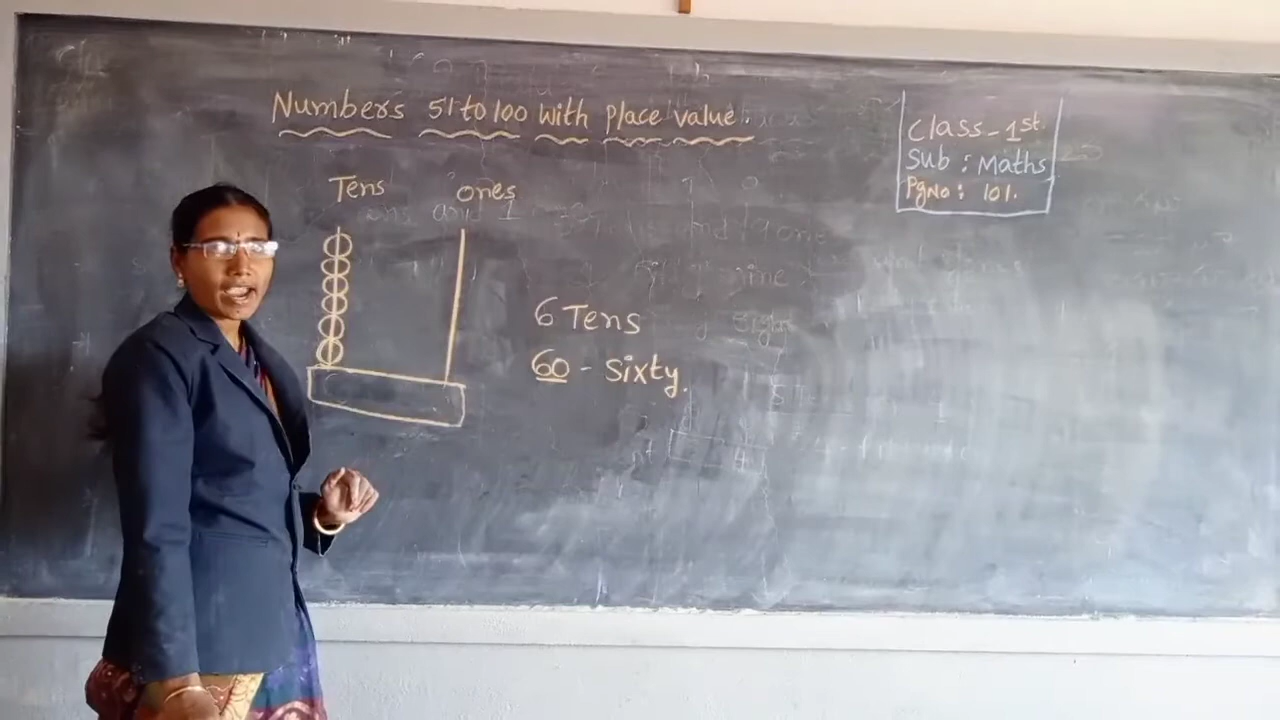 Numbers 51 to 100 with place value.
Class - 1st.
Sub : Maths
Pg No : 101.
Tens ones
6 Tens
60 - Sixty.